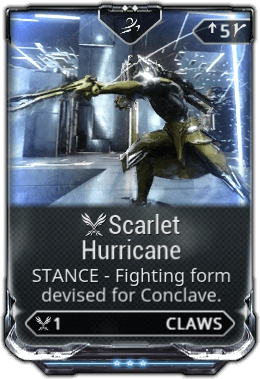 5
Scarlet
Hurricane
STANCE - Fighting form
devised for Conclave.
1
CLAWS